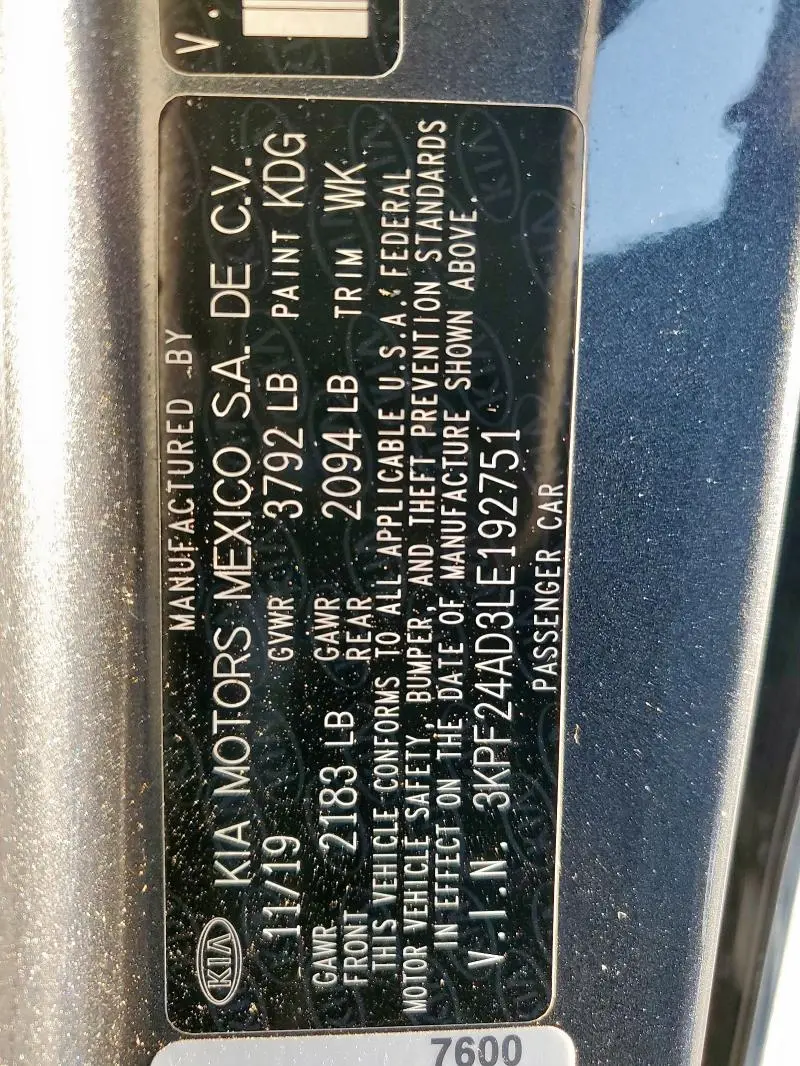 V.
MANUFACTURED BY
KIA KIA MOTORS MEXICO S.A. DE C.V.
11/19 GVWR 3792 LB PAINT KDG
GAWR FRONT 2183 LB GAWR REAR 2094 LB TRIM WK
THIS VEHICLE CONFORMS TO ALL APPLICABLE U.S.A. FEDERAL
MOTOR VEHICLE SAFETY, BUMPER, AND THEFT PREVENTION STANDARDS
IN EFFECT ON THE DATE OF MANUFACTURE SHOWN ABOVE.
V.I.N. 3KPF24AD3LE192751
PASSENGER CAR
7600